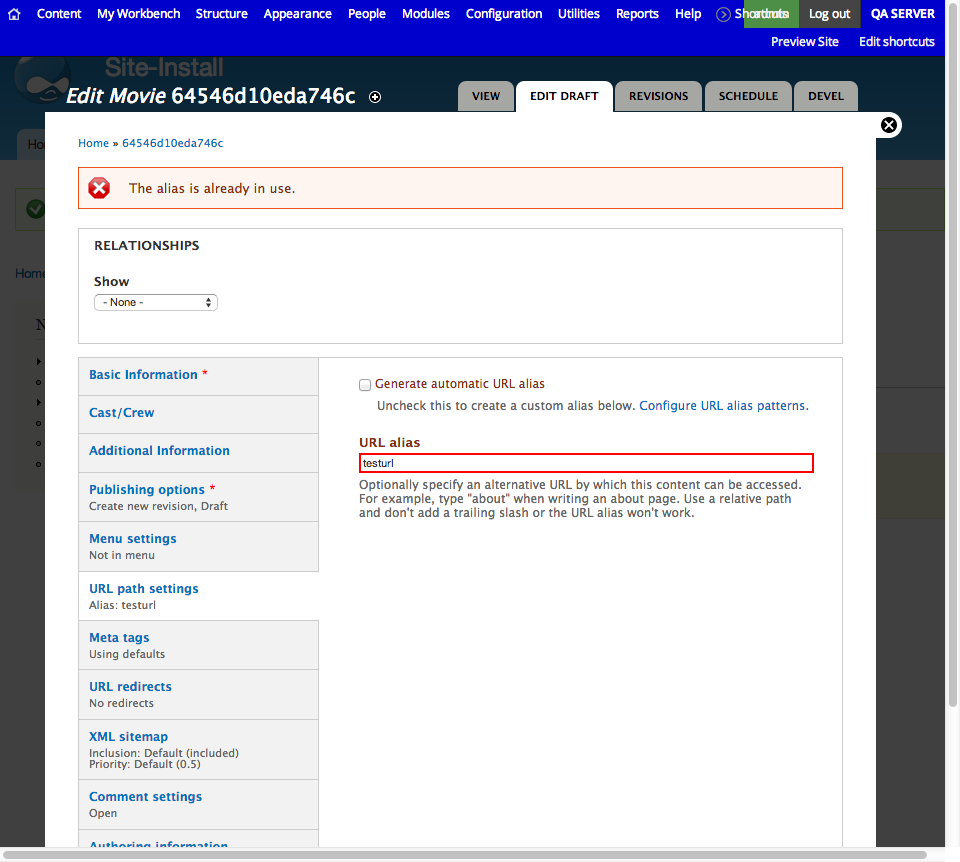 Content My Workbench Structure Appearance People Modules Configuration Utilities Reports Help Shortcuts Log out QA SERVER
Preview Site Edit shortcuts
Site-Install
Edit Movie 64546d10eda746c
VIEW EDIT DRAFT REVISIONS SCHEDULE DEVEL
Home » 64546d10eda746c
The alias is already in use.
RELATIONSHIPS
Show
- None -
Basic Information *
Cast/Crew
Additional Information
Publishing options *
Create new revision, Draft
Menu settings
Not in menu
URL path settings
Alias: testurl
Meta tags
Using defaults
URL redirects
No redirects
XML sitemap
Inclusion: Default (included)
Priority: Default (0.5)
Comment settings
Open
Authoring information
Generate automatic URL alias
Uncheck this to create a custom alias below. Configure URL alias patterns.
URL alias
testurl
Optionally specify an alternative URL by which this content can be accessed.
For example, type "about" when writing an about page. Use a relative path
and don't add a trailing slash or the URL alias won't work.